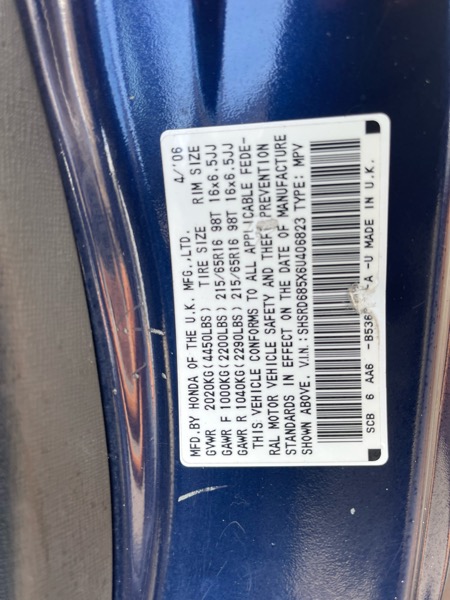 MFD.BY HONDA OF THE U.K. MFG.,LTD. 4/'06
GVWR 2020KG(4450LBS) TIRE SIZE RIM SIZE
GAWR F 1000KG(2200LBS) 215/65R16 98T 16x6.5JJ
GAWR R 1040KG(2290LBS) 215/65R16 98T 16x6.5JJ
THIS VEHICLE CONFORMS TO ALL APPLICABLE FEDE-
RAL MOTOR VEHICLE SAFETY AND THEFT PREVENTION
STANDARDS IN EFFECT ON THE DATE OF MANUFACTURE
SHOWN ABOVE. V.I.N.:SHSRD685X6U406823 TYPE: MPV
SCB 6 AA6 -B536 A -U MADE IN U.K.